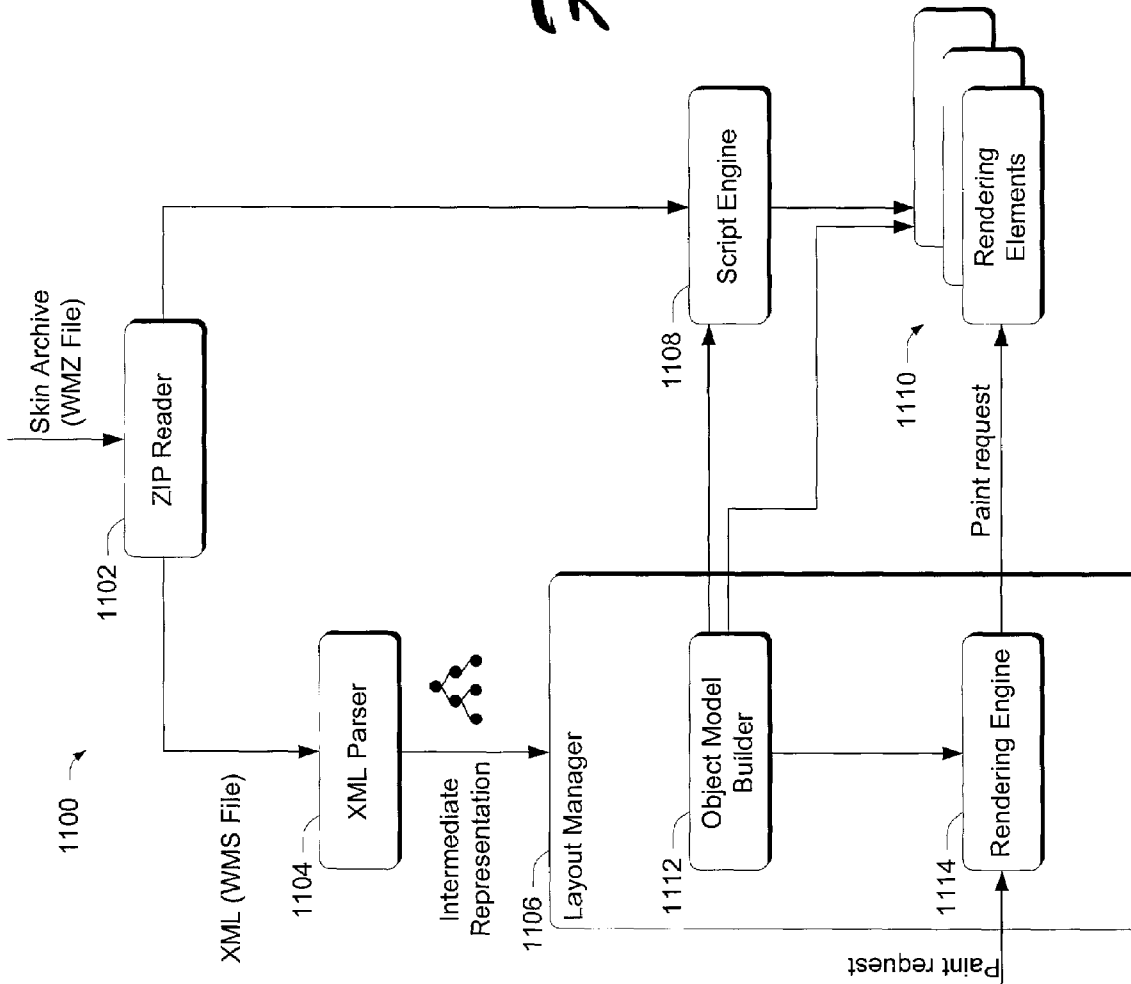 1100
Skin Archive
(WMZ File)
1102
ZIP Reader
XML (WMS File)
1104
XML Parser
Intermediate
Representation
1106
Layout Manager
1112
Object Model
Builder
1108
Script Engine
1114
Rendering Engine
Paint request
Paint request
1110
Rendering
Elements